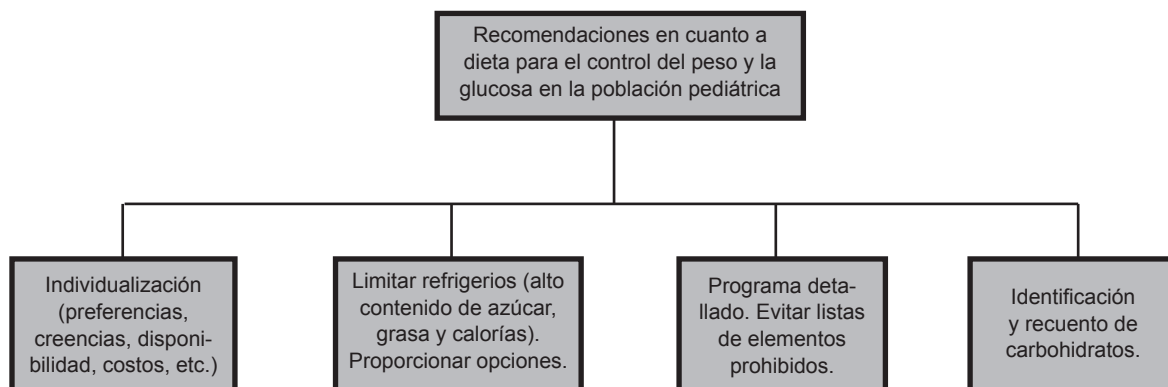 Recomendaciones en cuanto a
dieta para el control del peso y la
glucosa en la población pediátrica
Individualización
(preferencias,
creencias, disponi-
bilidad, costos, etc.)
Limitar refrigerios (alto
contenido de azúcar,
grasa y calorías).
Proporcionar opciones.
Programa deta-
llado. Evitar listas
de elementos
prohibidos.
Identificación
y recuento de
carbohidratos.